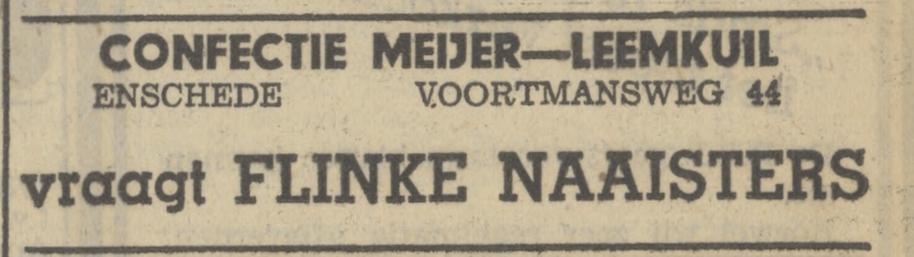 CONFECTIE MEIJER—LEEMKUIL
ENSCHEDE VOORTMANSWEG 44
vraagt FLINKE NAAISTERS